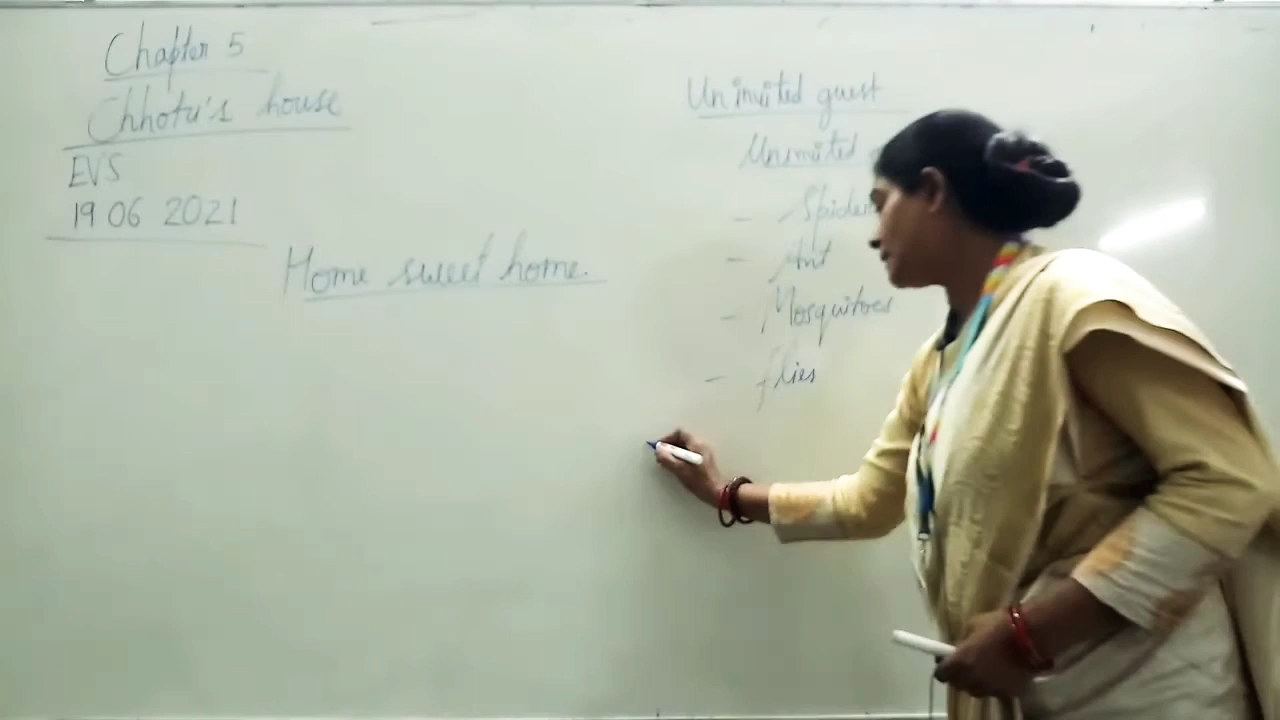 Chapter 5
Chhotu's house
EVS
19 06 2021
Home sweet home.
Uninvited guest
Uninvited
- Spider
- Ant
- Mosquitoes
- flies